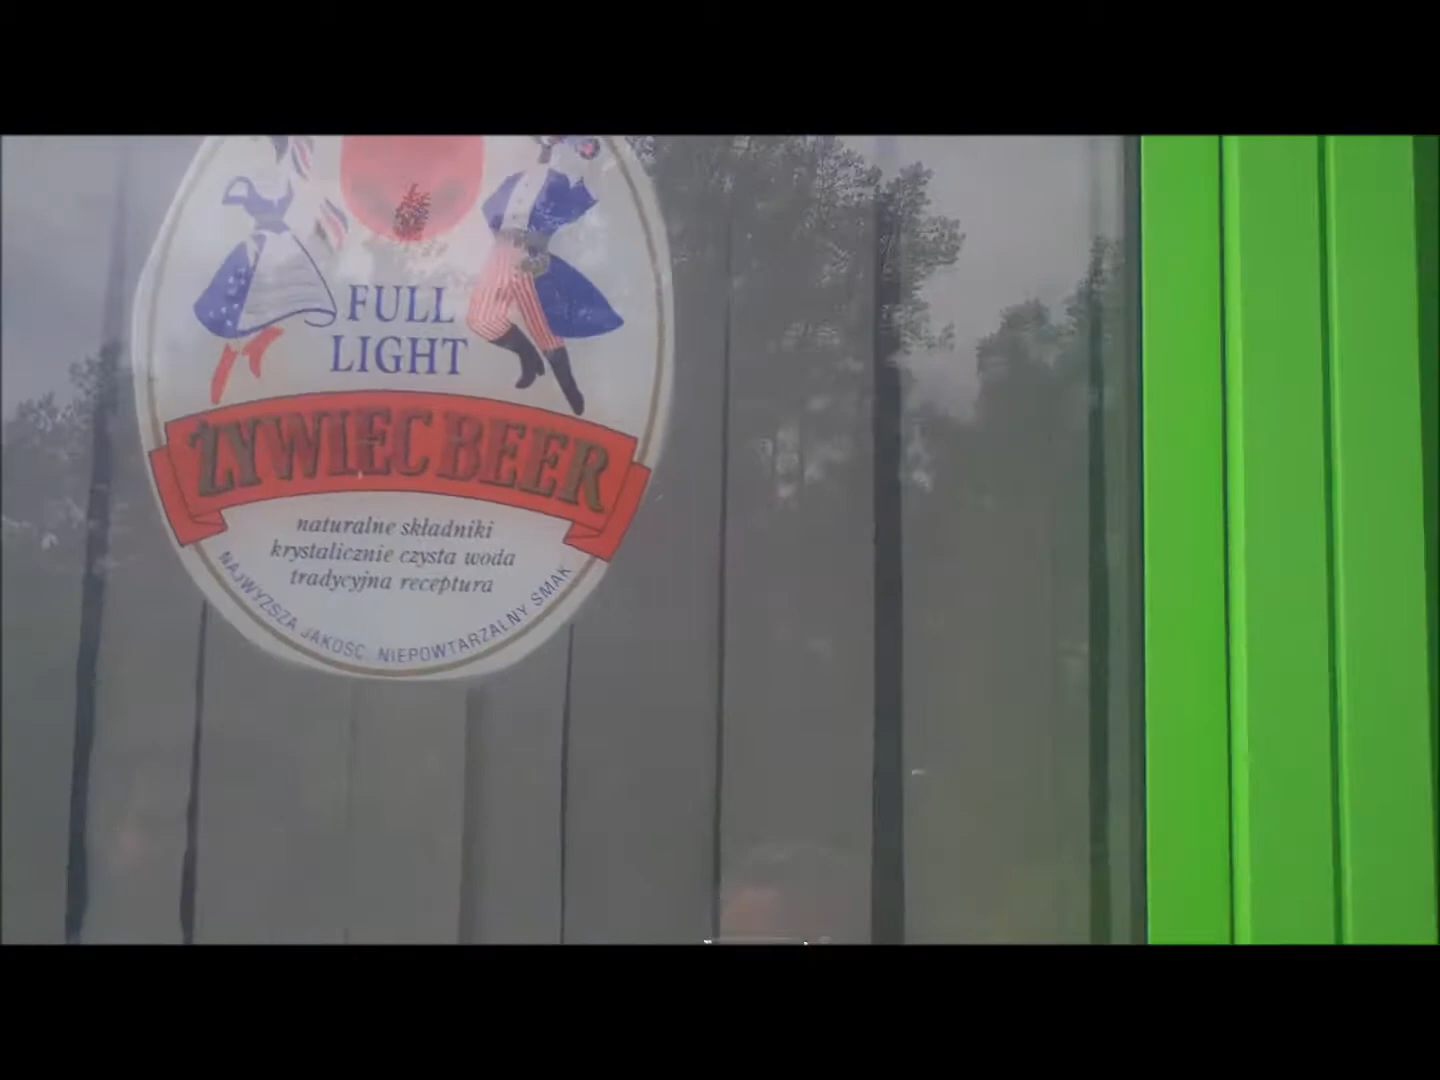 FULL
LIGHT
ŻYWIEC BEER
naturalne składniki
krystalicznie czysta woda
tradycyjna receptura
NAJWYŻSZA JAKOŚĆ, NIEPOWTARZALNY SMAK